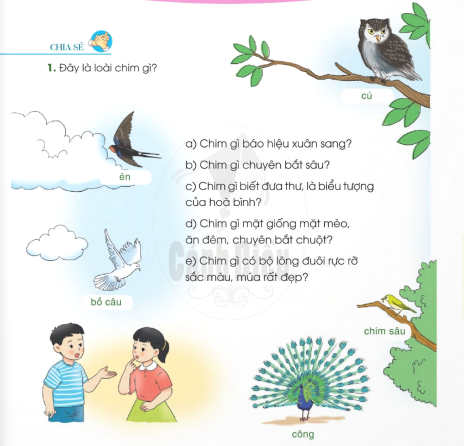 CHIA SẺ
1. Đây là loài chim gì?
cú
én
a) Chim gì báo hiệu xuân sang?
b) Chim gì chuyên bắt sâu?
c) Chim gì biết đưa thư, là biểu tượng
của hoà bình?
d) Chim gì mặt giống mặt mèo,
ăn đêm, chuyên bắt chuột?
e) Chim gì có bộ lông đuôi rực rỡ
sắc màu, múa rất đẹp?
Cánh Diều
bồ câu
chim sâu
công